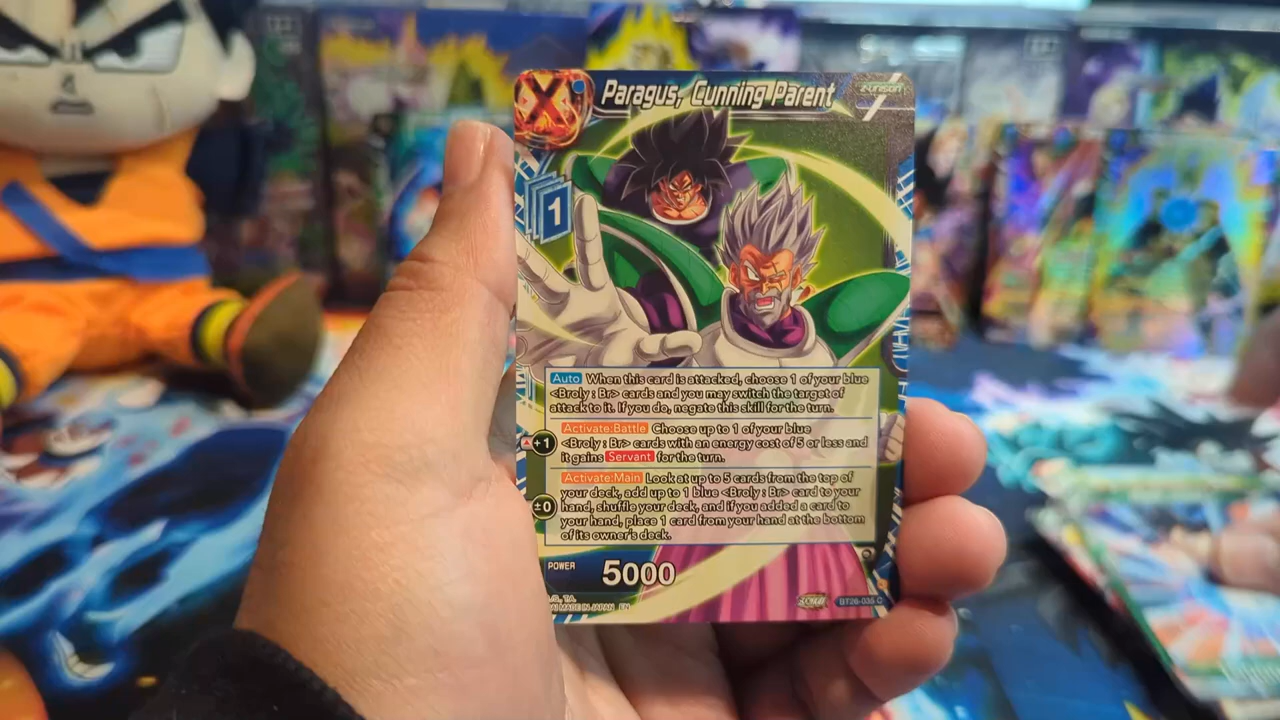 X
Paragus, Cunning Parent
Z-UNISON
1
Auto When this card is attacked, choose 1 of your blue
<Broly : Br> cards and you may switch the target of
attack to it. If you do, negate this skill for the turn.
+1 Activate:Battle Choose up to 1 of your blue
<Broly : Br> cards with an energy cost of 5 or less and
it gains Servant for the turn.
±0 Activate:Main Look at up to 5 cards from the top of
your deck, add up to 1 blue <Broly : Br> card to your
hand, shuffle your deck, and if you added a card to
your hand, place 1 card from your hand at the bottom
of its owner's deck.
POWER 5000
MADE IN JAPAN EN
BT26-035 C